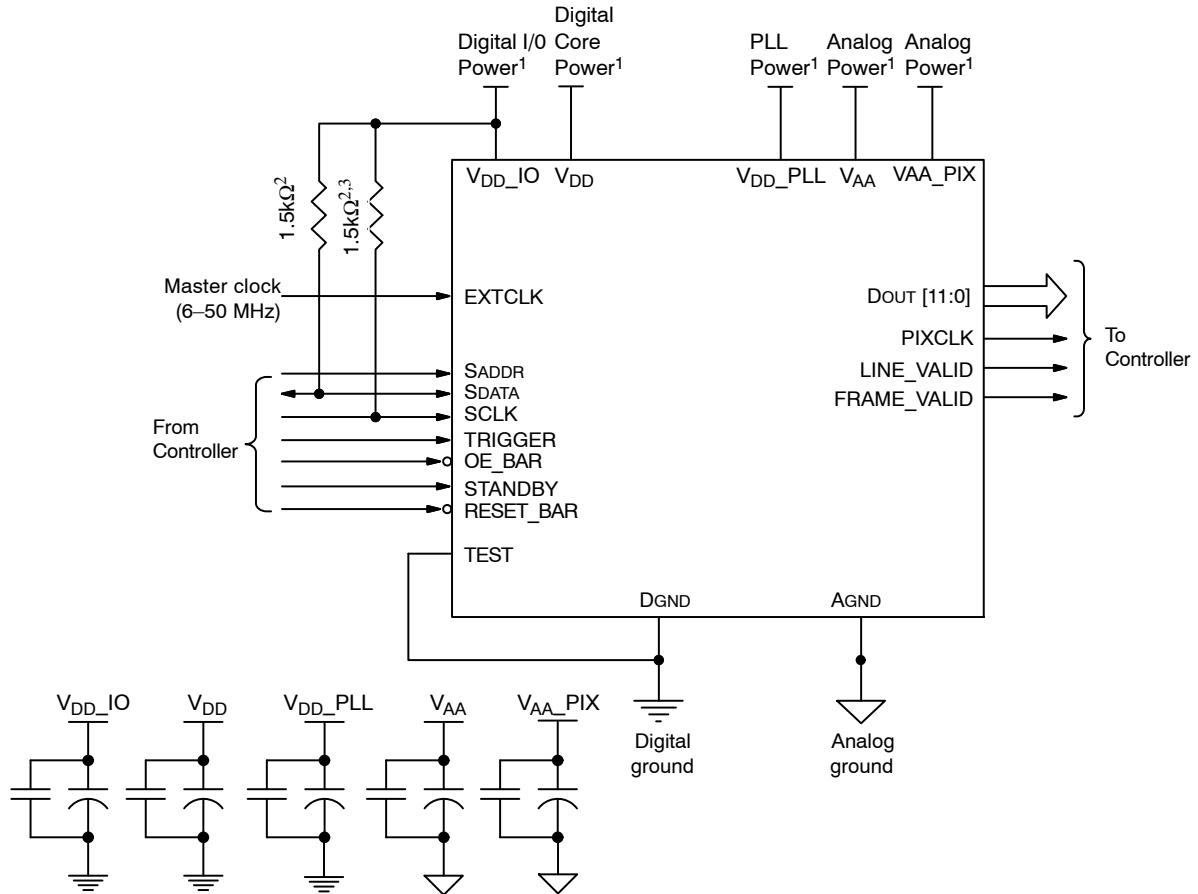 Digital I/0
Power¹
Digital
Core
Power¹
PLL
Power¹
Analog
Power¹
Analog
Power¹
VDD_IO
VDD
VDD_PLL
VAA
VAA_PIX
1.5kΩ²
1.5kΩ²,³
Master clock
(6–50 MHz)
EXTCLK
SADDR
SDATA
SCLK
TRIGGER
OE_BAR
STANDBY
RESET_BAR
TEST
From
Controller
DOUT [11:0]
PIXCLK
LINE_VALID
FRAME_VALID
To
Controller
DGND
AGND
Digital
ground
Analog
ground
VDD_IO
VDD
VDD_PLL
VAA
VAA_PIX